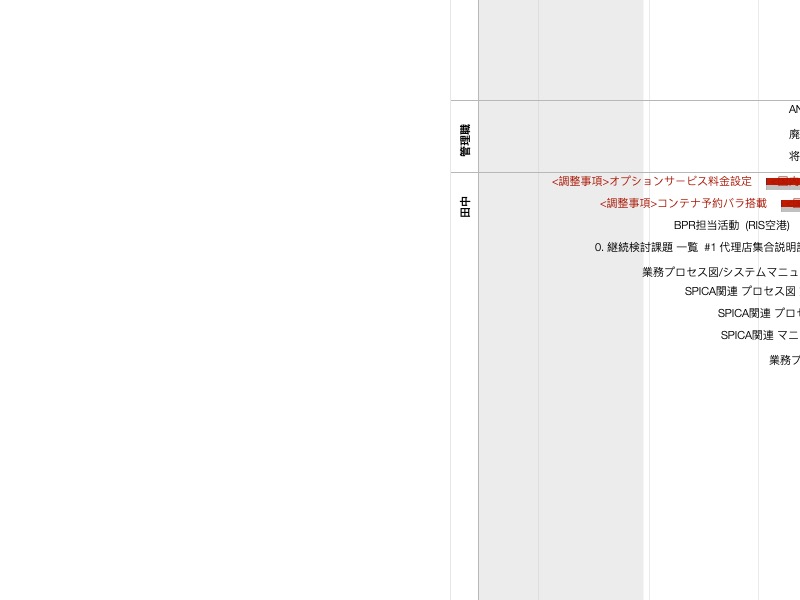 管理職
AN
廃
将
田中
<調整事項>オプションサービス料金設定
<調整事項>コンテナ予約バラ搭載
BPR担当活動 (RIS空港)
0. 継続検討課題 一覧 #1 代理店集合説明
業務プロセス図/システムマニュ
SPICA関連 プロセス図
SPICA関連 プロセ
SPICA関連 マニ
業務プ